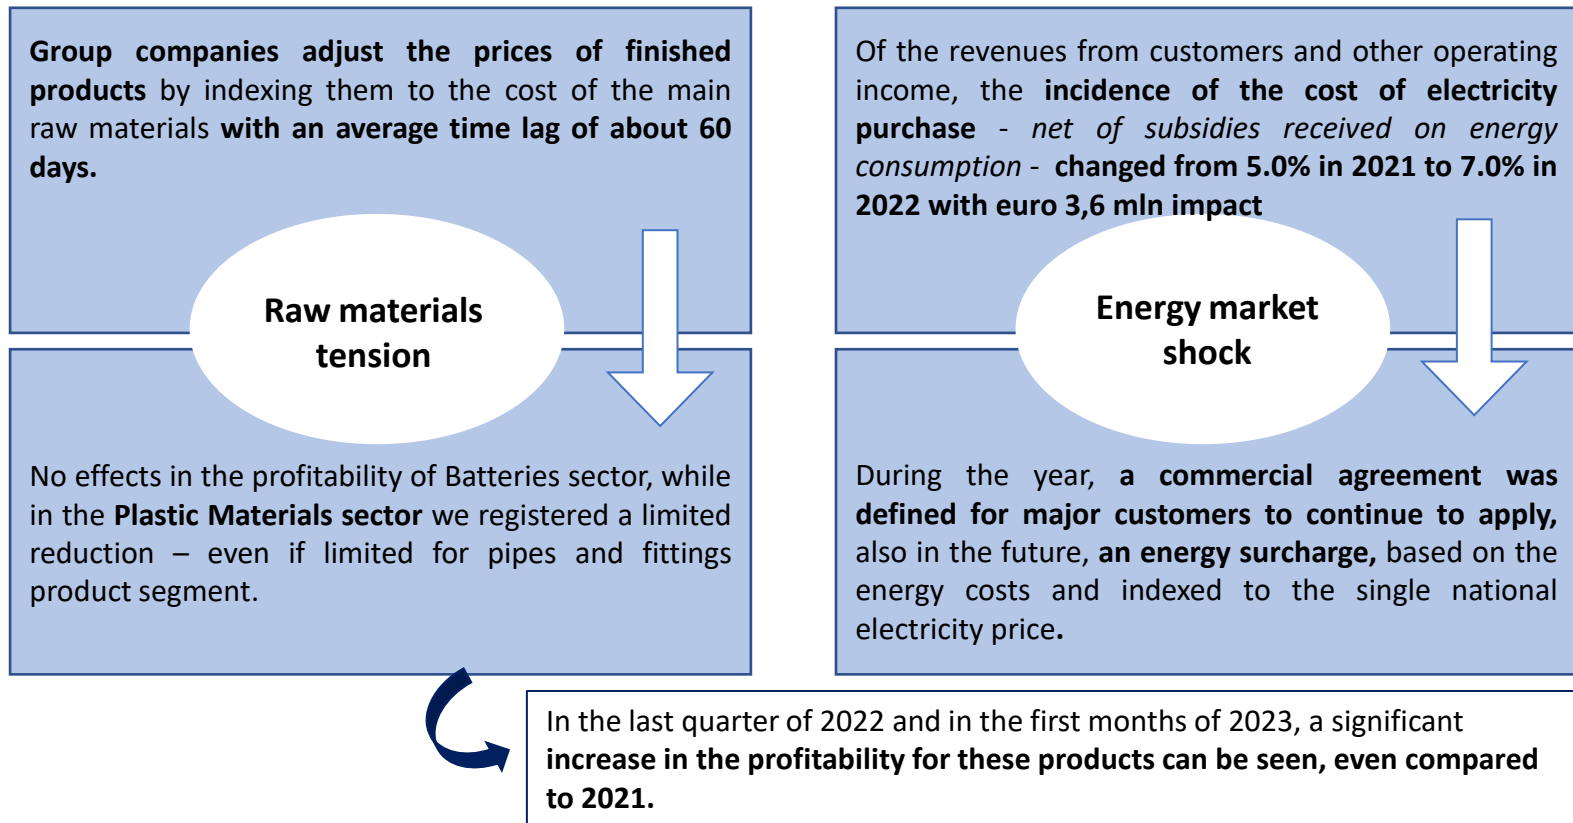 Group companies adjust the prices of finished
products by indexing them to the cost of the main
raw materials with an average time lag of about 60
days.
Raw materials
tension
No effects in the profitability of Batteries sector, while
in the Plastic Materials sector we registered a limited
reduction – even if limited for pipes and fittings
product segment.
Of the revenues from customers and other operating
income, the incidence of the cost of electricity
purchase - net of subsidies received on energy
consumption - changed from 5.0% in 2021 to 7.0% in
2022 with euro 3,6 mln impact
Energy market
shock
During the year, a commercial agreement was
defined for major customers to continue to apply,
also in the future, an energy surcharge, based on the
energy costs and indexed to the single national
electricity price.
In the last quarter of 2022 and in the first months of 2023, a significant
increase in the profitability for these products can be seen, even compared
to 2021.